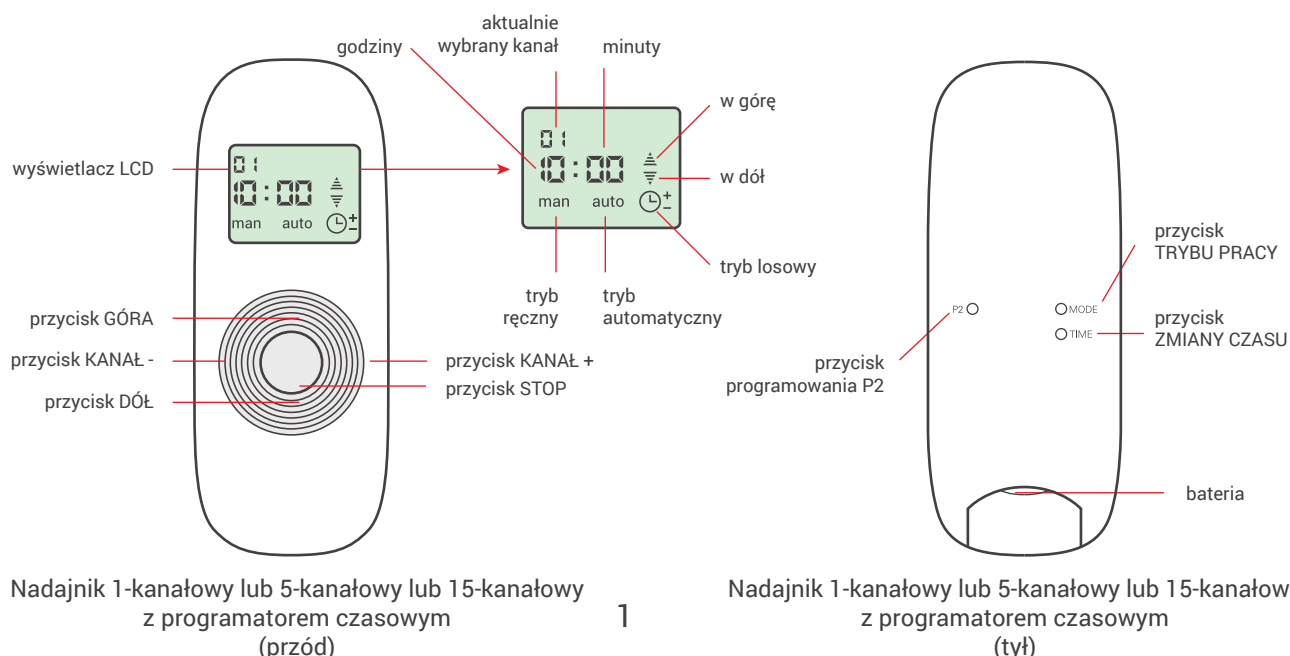 aktualnie
wybrany kanał
godziny
minuty
w górę
w dół
tryb losowy
tryb
ręczny
tryb
automatyczny
01
10:00
man auto
+
-
wyświetlacz LCD
01
10:00
man auto
+
-
przycisk GÓRA
przycisk KANAŁ -
przycisk DÓŁ
przycisk KANAŁ +
przycisk STOP
Nadajnik 1-kanałowy lub 5-kanałowy lub 15-kanałowy
z programatorem czasowym
(przód)
1
P2
MODE
TIME
przycisk
TRYBU PRACY
przycisk
ZMIANY CZASU
przycisk
programowania P2
bateria
Nadajnik 1-kanałowy lub 5-kanałowy lub 15-kanałow
z programatorem czasowym
(tył)